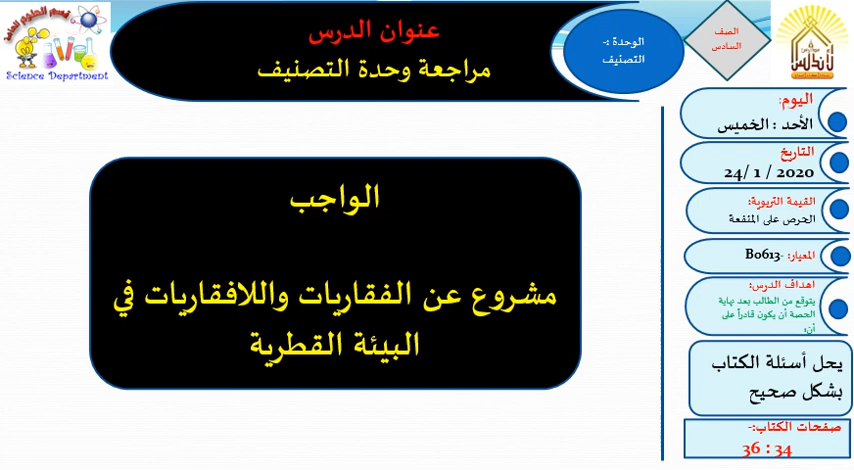 قسم العلوم العامة
Science Department
عنوان الدرس
مراجعة وحدة التصنيف
الوحدة :-
التصنيف
الصف
السادس
الواجب
مشروع عن الفقاريات واللافقاريات في
البيئة القطرية
اليوم:
الأحد : الخميس
التاريخ
24/ 1 / 2020
القيمة التربوية:
الحرص على المنفعة
المعيار: -B0613
اهداف الدرس:
يتوقع من الطالب بعد نهاية
الحصة أن يكون قادراً على
أن:
يحل أسئلة الكتاب
بشكل صحيح
صفحات الكتاب:-
36 : 34